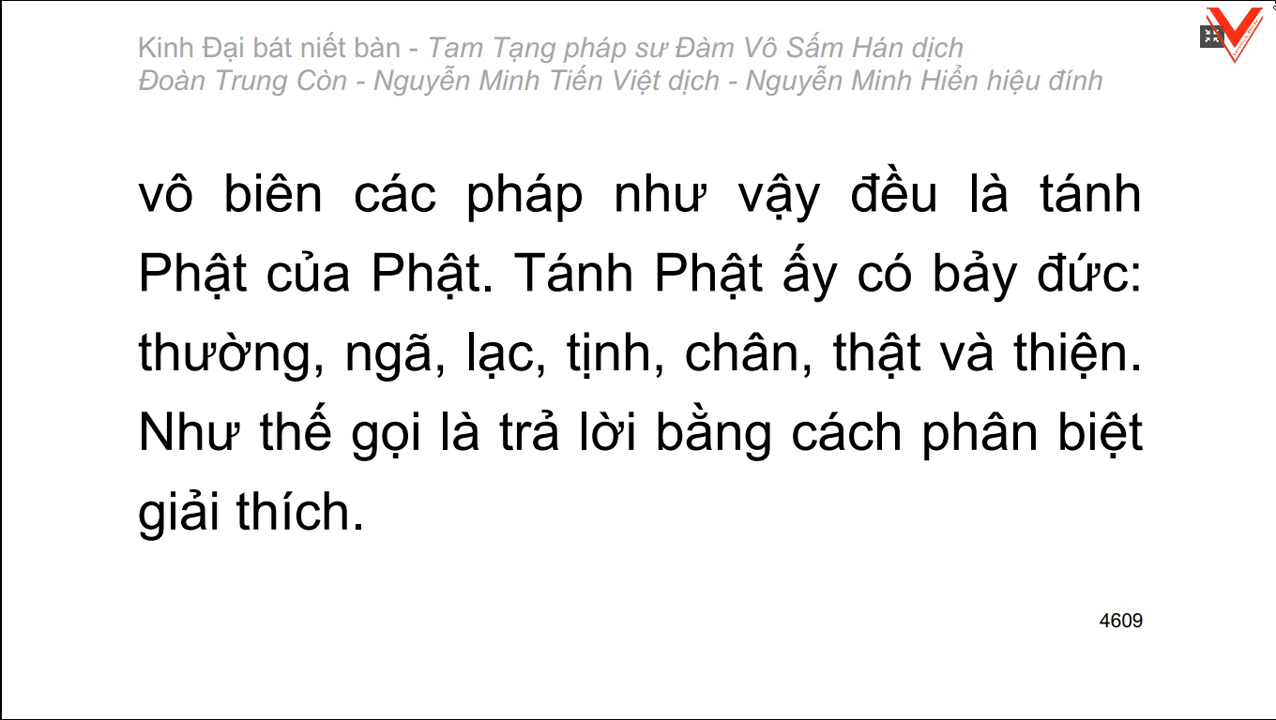 Kinh Đại bát niết bàn - Tam Tạng pháp sư Đàm Vô Sấm Hán dịch
Đoàn Trung Còn - Nguyễn Minh Tiến Việt dịch - Nguyễn Minh Hiển hiệu đính
vô biên các pháp như vậy đều là tánh
Phật của Phật. Tánh Phật ấy có bảy đức:
thường, ngã, lạc, tịnh, chân, thật và thiện.
Như thế gọi là trả lời bằng cách phân biệt
giải thích.
4609